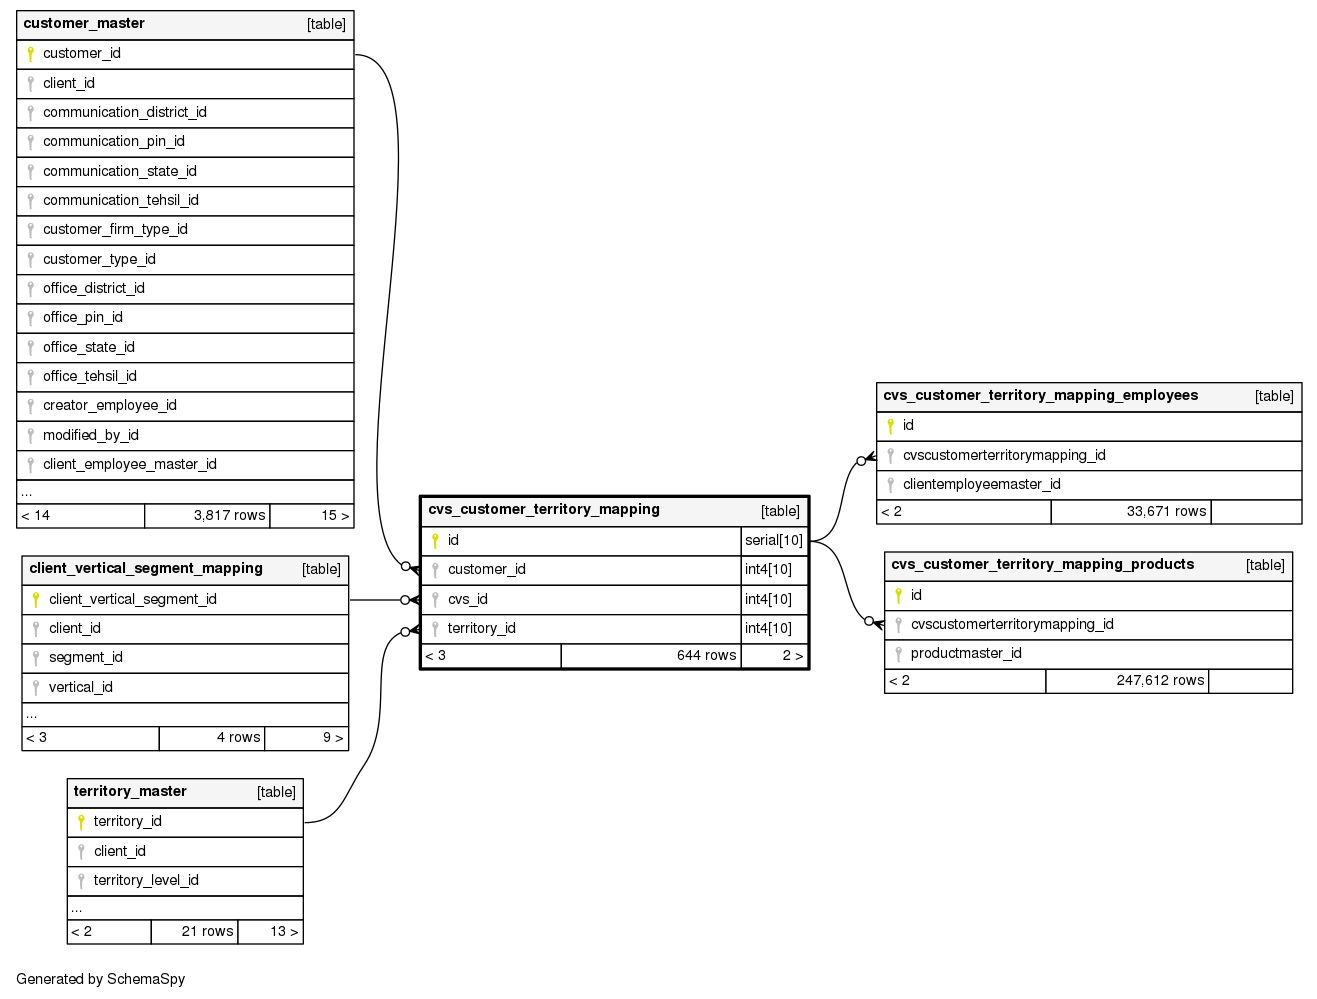 customer_master [table]
customer_id
client_id
communication_district_id
communication_pin_id
communication_state_id
communication_tehsil_id
customer_firm_type_id
customer_type_id
office_district_id
office_pin_id
office_state_id
office_tehsil_id
creator_employee_id
modified_by_id
client_employee_master_id
...
< 14 3,817 rows 15 >
client_vertical_segment_mapping [table]
client_vertical_segment_id
client_id
segment_id
vertical_id
...
< 3 4 rows 9 >
territory_master [table]
territory_id
client_id
territory_level_id
...
< 2 21 rows 13 >
cvs_customer_territory_mapping [table]
id serial[10]
customer_id int4[10]
cvs_id int4[10]
territory_id int4[10]
< 3 644 rows 2 >
cvs_customer_territory_mapping_employees [table]
id
cvscustomerterritorymapping_id
clientemployeemaster_id
< 2 33,671 rows
cvs_customer_territory_mapping_products [table]
id
cvscustomerterritorymapping_id
productmaster_id
< 2 247,612 rows
Generated by SchemaSpy